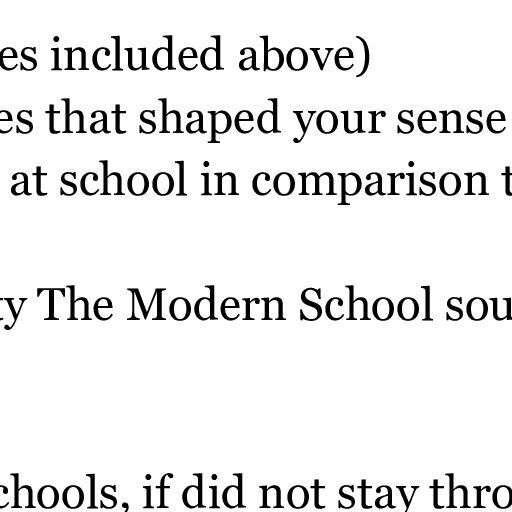 es included above)
es that shaped your sense
at school in comparison t
ty The Modern School sou
chools, if did not stay thro